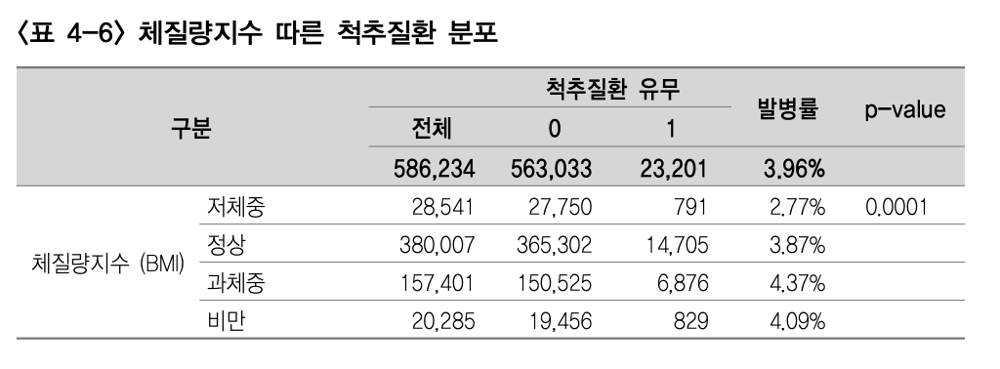 <표 4-6> 체질량지수 따른 척추질환 분포
구분 척추질환 유무 발병률 p-value
전체 0 1
586,234 563,033 23,201 3.96%
체질량지수 (BMI) 저체중 28,541 27,750 791 2.77% 0.0001
정상 380,007 365,302 14,705 3.87%
과체중 157,401 150,525 6,876 4.37%
비만 20,285 19,456 829 4.09%